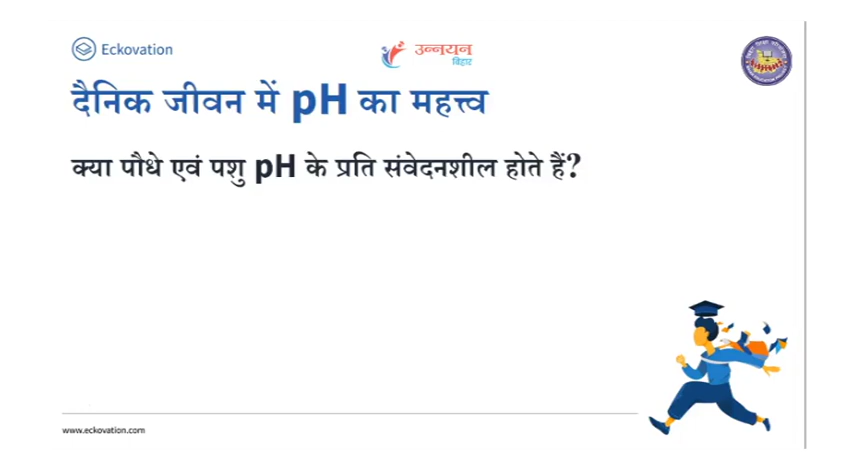 Eckovation
उन्नयन
बिहार
दैनिक जीवन में pH का महत्त्व
क्या पौधे एवं पशु pH के प्रति संवेदनशील होते हैं?
www.eckovation.com